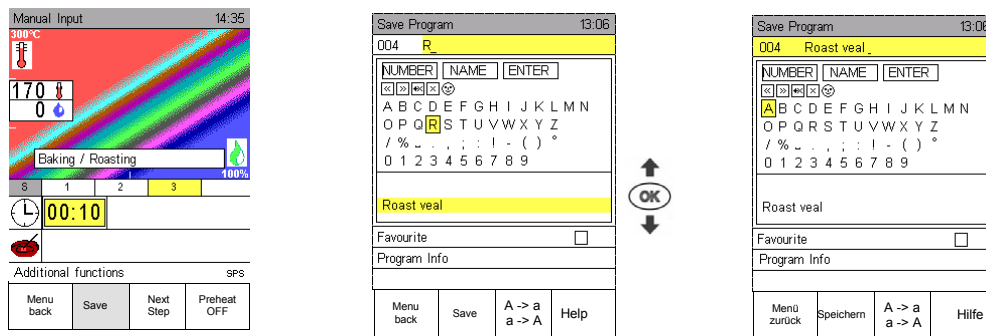 Manual Input 14:35
300°C
170
0
Baking / Roasting
100%
S 1 2 3
00:10
Additional functions SPS
Menu back Save Next Step Preheat OFF
Save Program 13:06
004 R_
NUMBER NAME ENTER
« »
A B C D E F G H I J K L M N
O P Q R S T U V W X Y Z
/ % ⌣ . , ; : ! - ( ) °
0 1 2 3 4 5 6 7 8 9
Roast veal
Favourite
Program Info
Menu back Save A -> a a -> A Help
OK
Save Program 13:06
004 Roast veal_
NUMBER NAME ENTER
« »
A B C D E F G H I J K L M N
O P Q R S T U V W X Y Z
/ % ⌣ . , ; : ! - ( ) °
0 1 2 3 4 5 6 7 8 9
Roast veal
Favourite
Program Info
Menü zurück Speichern A -> a a -> A Hilfe